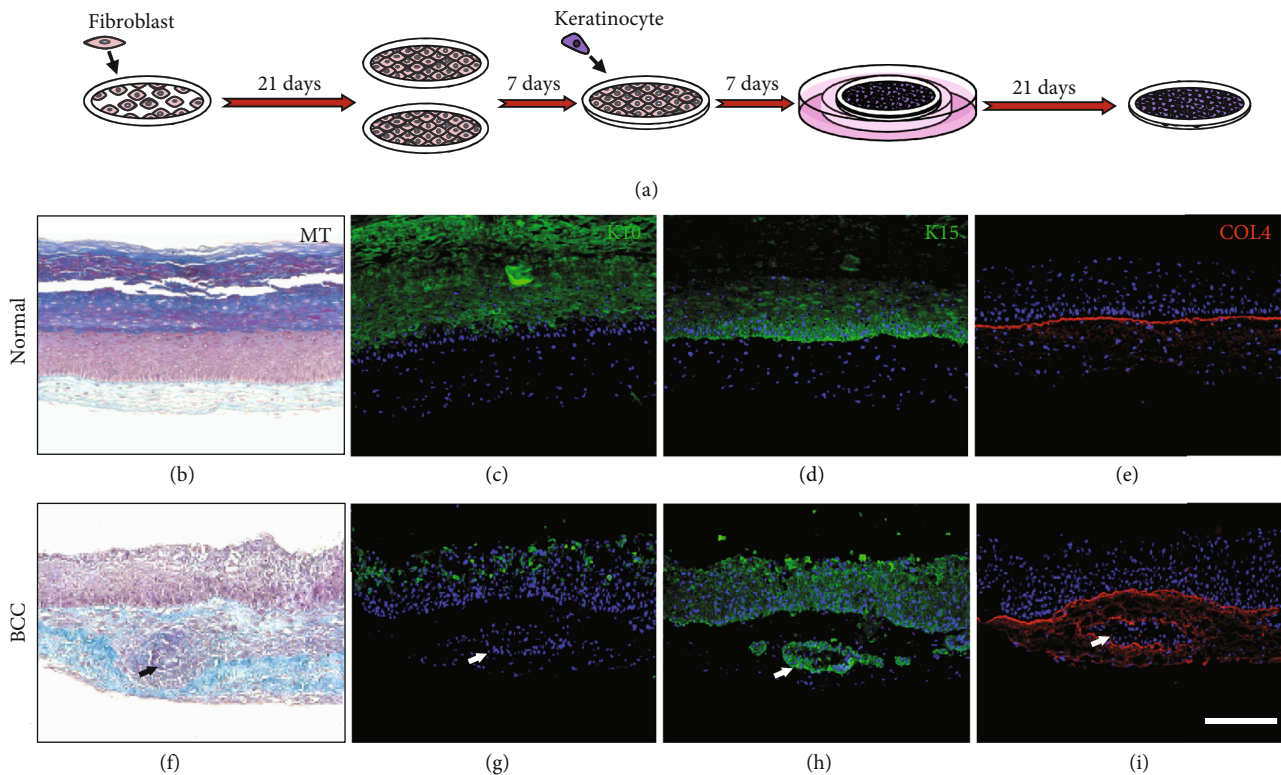 Fibroblast
Keratinocyte
21 days
7 days
7 days
21 days
(a)
Normal
MT
K10
K15
COL4
(b)
(c)
(d)
(e)
BCC
(f)
(g)
(h)
(i)